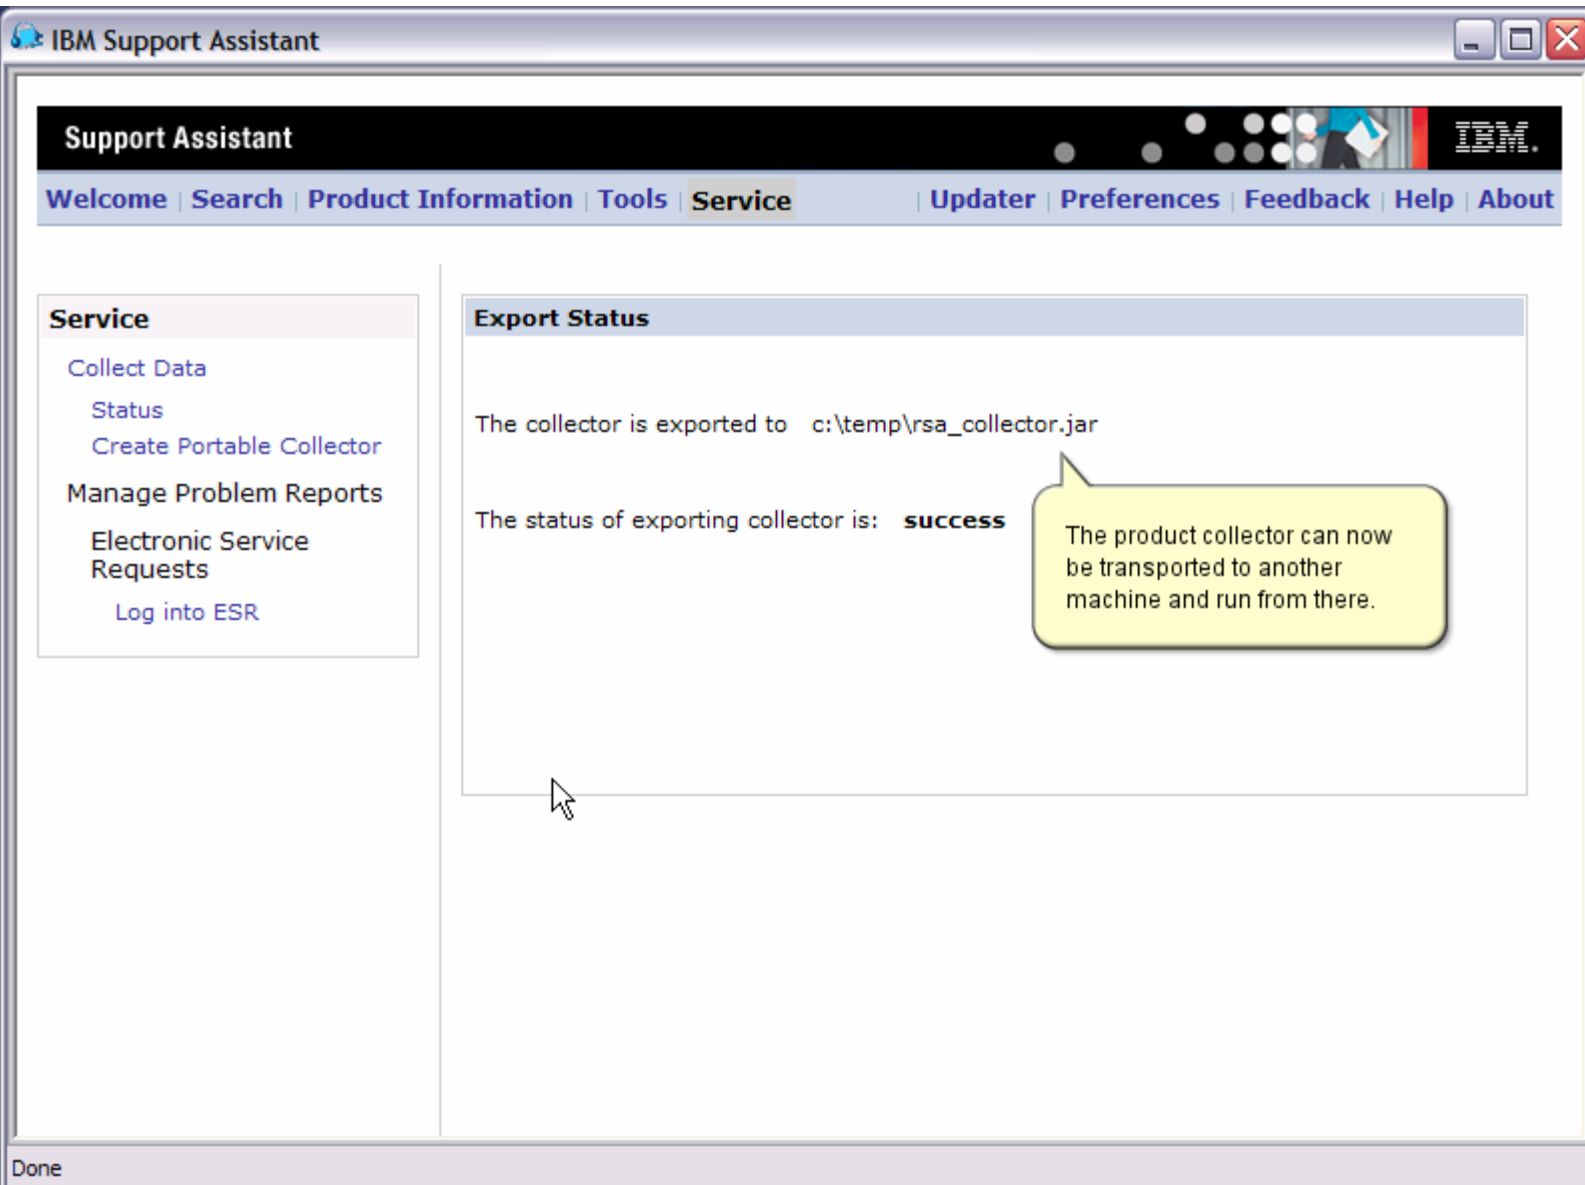 IBM Support Assistant
Support Assistant
IBM.
Welcome | Search | Product Information | Tools | Service | Updater | Preferences | Feedback | Help | About
Service
Collect Data
Status
Create Portable Collector
Manage Problem Reports
Electronic Service
Requests
Log into ESR
Export Status
The collector is exported to c:\temp\rsa_collector.jar
The status of exporting collector is: success
The product collector can now
be transported to another
machine and run from there.
Done